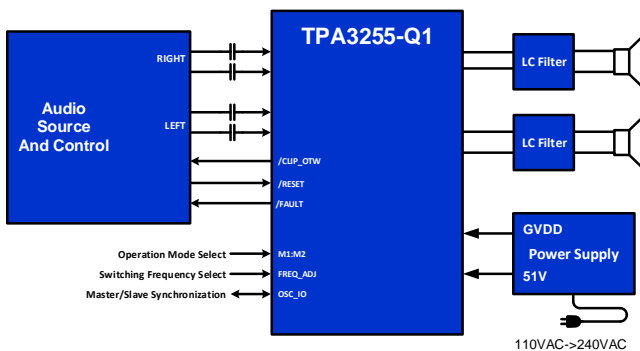 TPA3255-Q1
RIGHT
LEFT
Audio
Source
And Control
/CLIP_OTW
/RESET
/FAULT
Operation Mode Select
M1:M2
Switching Frequency Select
FREQ_ADJ
Master/Slave Synchronization
OSC_IO
LC Filter
LC Filter
GVDD
Power Supply
51V
110VAC->240VAC